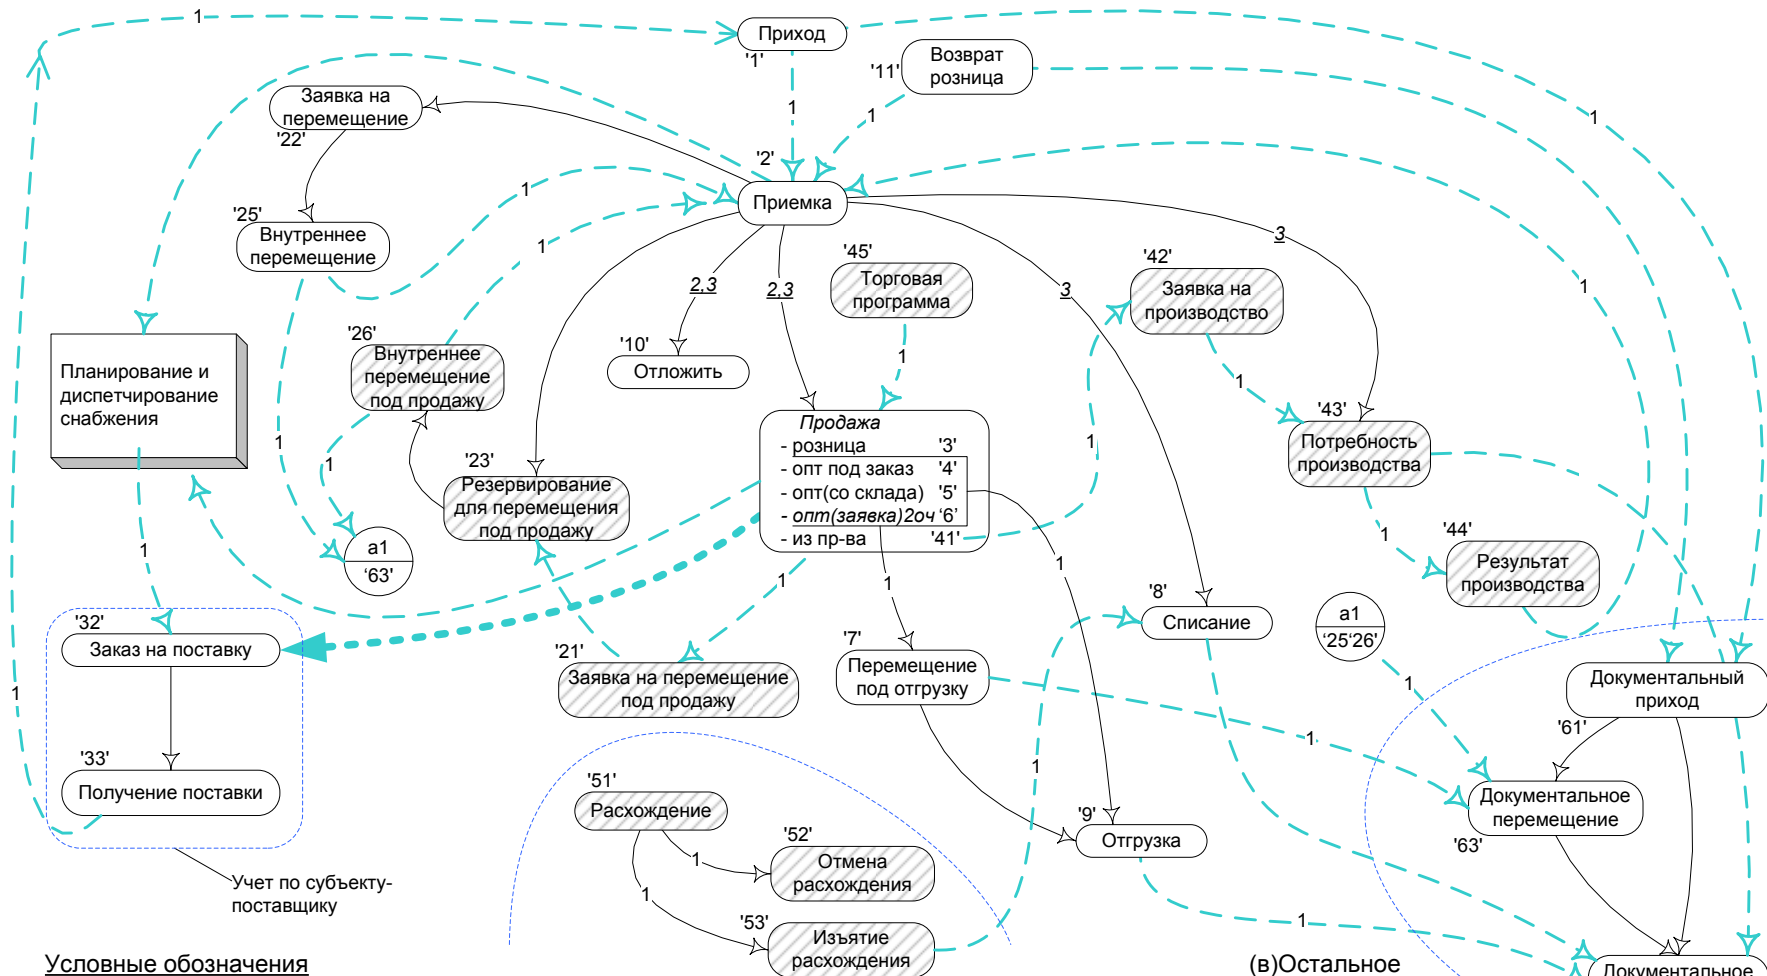 1
Приход
'1'
Возврат
розница
'11'
1
1
1
Заявка на
перемещение
'22'
'2'
Приемка
1
1
'25'
Внутреннее
перемещение
1
3
'45'
Торговая
программа
'42'
Заявка на
производство
2,3
2,3
3
1
'26'
Внутреннее
перемещение
под продажу
'10'
Отложить
1
1
Планирование и
диспетчирование
снабжения
'43'
Потребность
производства
Продажа
- розница '3'
- опт под заказ '4'
- опт(со склада) '5'
- опт(заявка)2оч '6'
- из пр-ва '41'
1
1
1
'23'
Резервирование
для перемещения
под продажу
1
1
'44'
Результат
производства
а1
'63'
1
1
1
1
'8'
Списание
а1
'25'26'
'32'
Заказ на поставку
'7'
Перемещение
под отгрузку
'21'
Заявка на перемещение
под продажу
Документальный
приход
1
1
'61'
1
1
'33'
Получение поставки
'51'
Расхождение
Документальное
перемещение
'63'
'9'
Отгрузка
'52'
Отмена
расхождения
1
1
Учет по субъекту-
поставщику
'53'
Изъятие
расхождения
1
Условные обозначения
(в)Остальное
Документальное